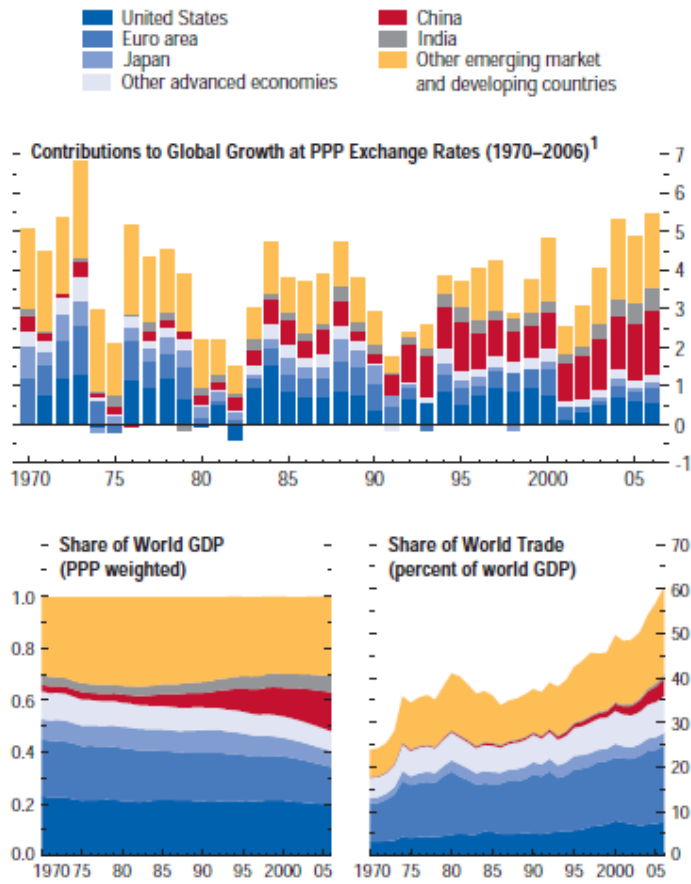 United States
Euro area
Japan
Other advanced economies
China
India
Other emerging market
and developing countries
Contributions to Global Growth at PPP Exchange Rates (1970–2006)1
7
6
5
4
3
2
1
0
-1
1970 75 80 85 90 95 2000 05
Share of World GDP
(PPP weighted)
1.0
0.8
0.6
0.4
0.2
0.0
1970 75 80 85 90 95 2000 05
Share of World Trade
(percent of world GDP)
70
60
50
40
30
20
10
0
1970 75 80 85 90 95 2000 05